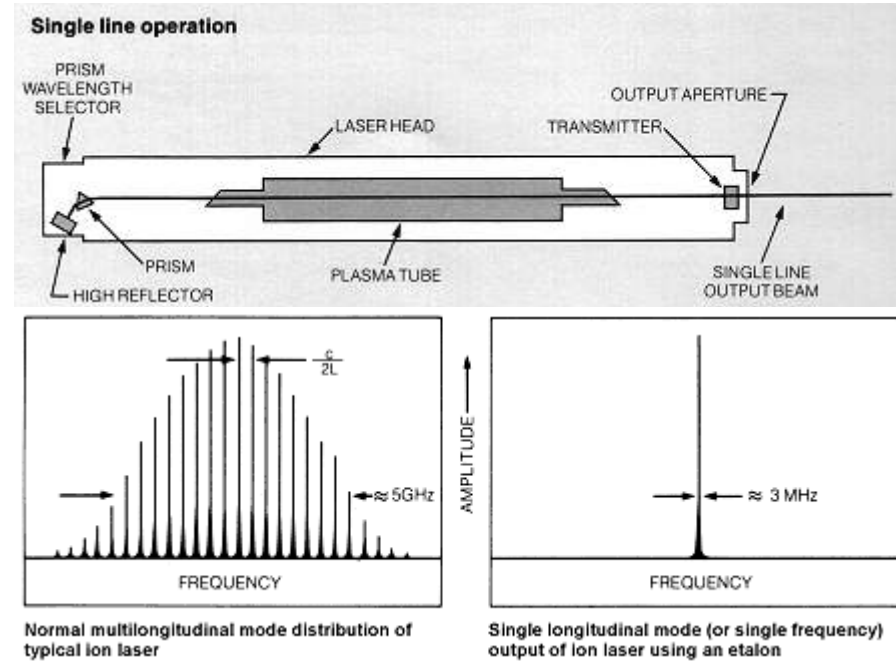 Single line operation
PRISM
WAVELENGTH
SELECTOR
LASER HEAD
OUTPUT APERTURE
TRANSMITTER
PRISM
HIGH REFLECTOR
PLASMA TUBE
SINGLE LINE
OUTPUT BEAM
c
2L
≈ 5GHz
FREQUENCY
AMPLITUDE
≈ 3 MHz
FREQUENCY
Normal multilongitudinal mode distribution of
typical ion laser
Single longitudinal mode (or single frequency)
output of ion laser using an etalon